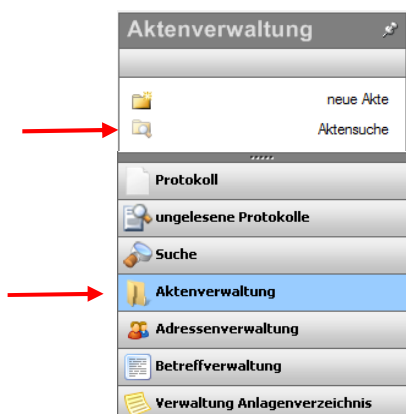 Aktenverwaltung
neue Akte
Aktensuche
Protokoll
ungelesene Protokolle
Suche
Aktenverwaltung
Adressenverwaltung
Betreffverwaltung
Verwaltung Anlagenverzeichnis